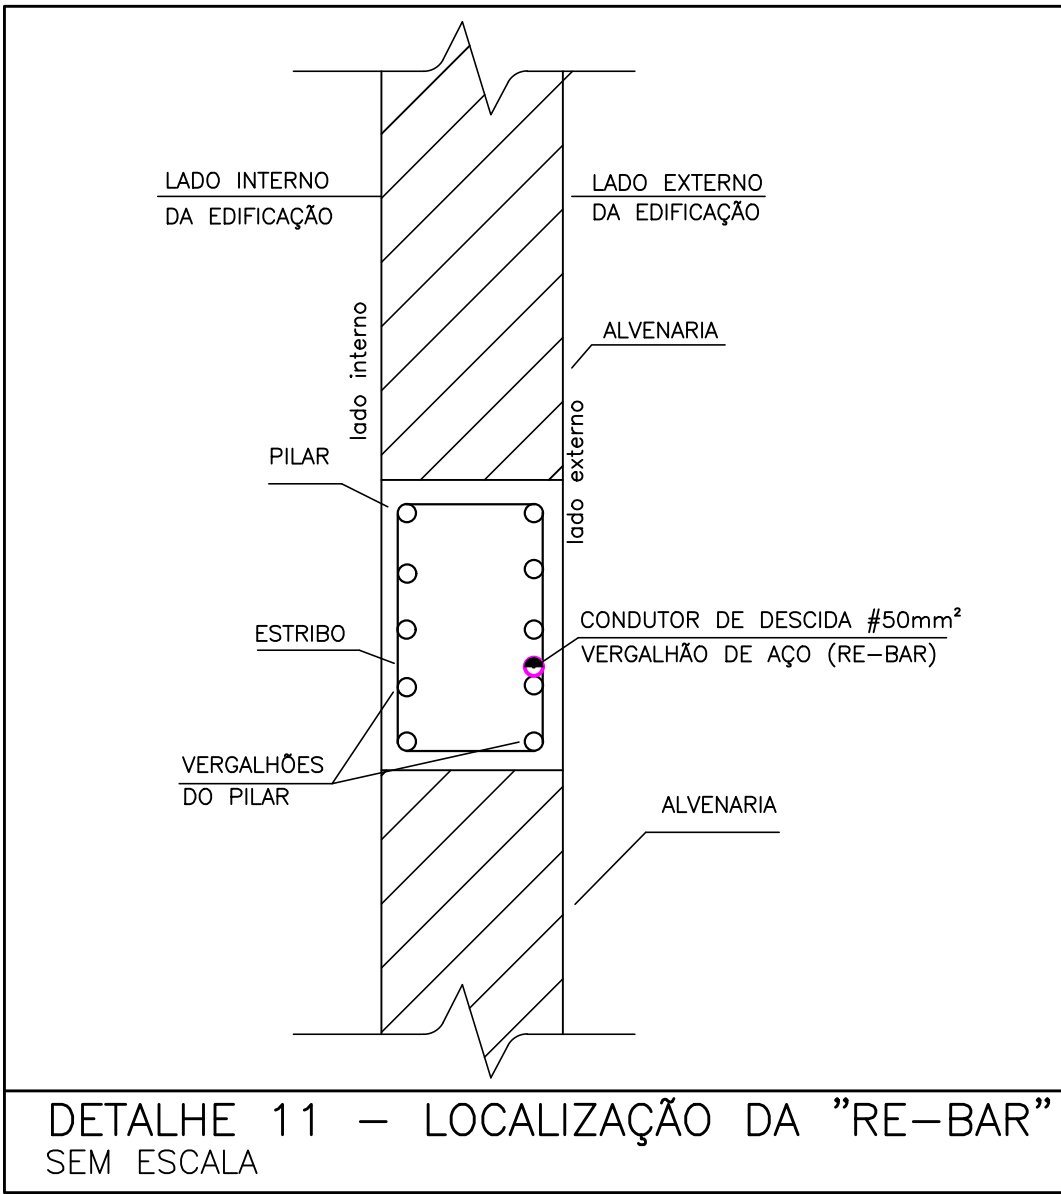 LADO INTERNO
DA EDIFICAÇÃO
LADO EXTERNO
DA EDIFICAÇÃO
lado interno
ALVENARIA
lado externo
PILAR
ESTRIBO
CONDUTOR DE DESCIDA #50mm²
VERGALHÃO DE AÇO (RE-BAR)
VERGALHÕES
DO PILAR
ALVENARIA
DETALHE 11 - LOCALIZAÇÃO DA "RE-BAR"
SEM ESCALA